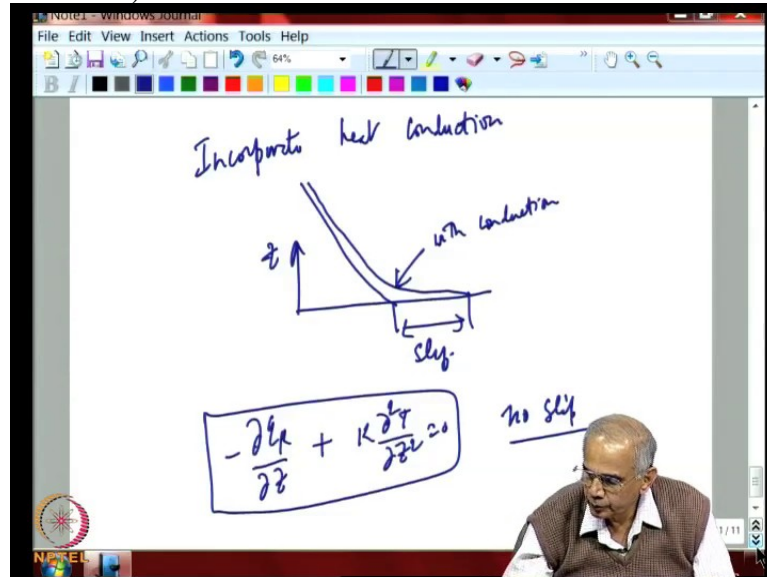 Note1 - Windows Journal
File Edit View Insert Actions Tools Help
64%
B I
Incorporate heat conduction
with conduction
z
slip.
- ∂q_R/∂z + K ∂²T/∂z² = 0
no slip
1 / 11
NPTEL